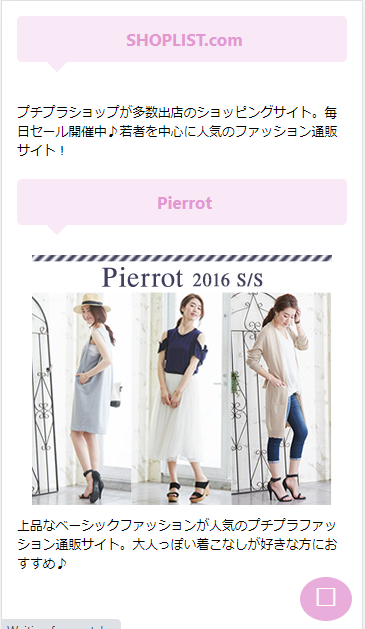 SHOPLIST.com
プチプラショップが多数出店のショッピングサイト。毎
日セール開催中♪若者を中心に人気のファッション通販
サイト！
Pierrot
Pierrot 2016 S/S
上品なベーシックファッションが人気のプチプラファッ
ション通販サイト。大人っぽい着こなしが好きな方にお
すすめ♪